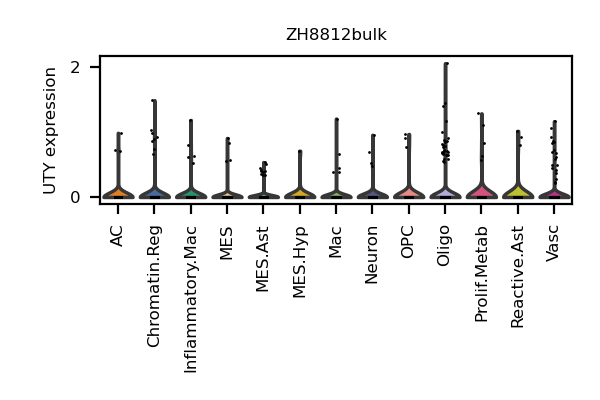 ZH8812bulk
UTY expression
2
0
AC
Chromatin.Reg
Inflammatory.Mac
MES
MES.Ast
MES.Hyp
Mac
Neuron
OPC
Oligo
Prolif.Metab
Reactive.Ast
Vasc